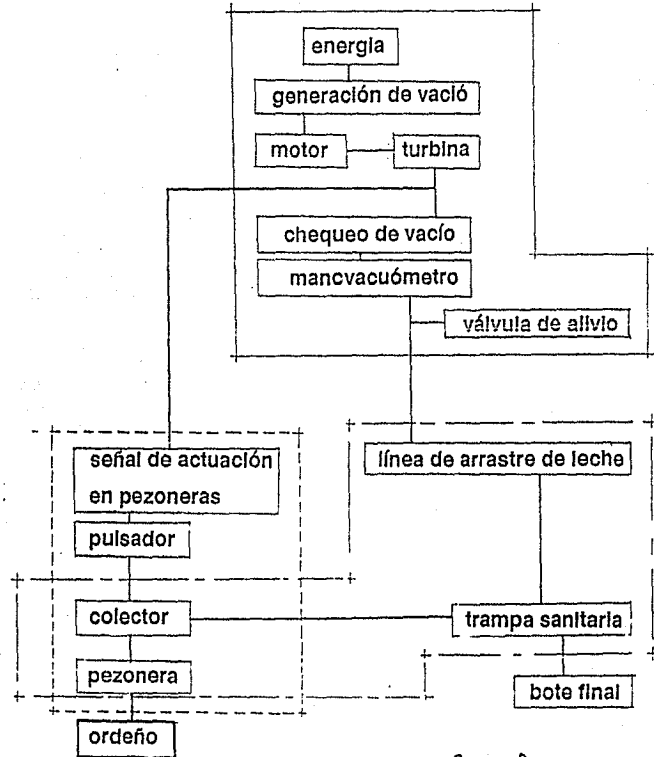 energia
generación de vació
motor
turbina
chequeo de vacío
mancvacuómetro
válvula de alivio
señal de actuación
en pezoneras
línea de arrastre de leche
pulsador
colector
trampa sanitaria
pezonera
bote final
ordeño